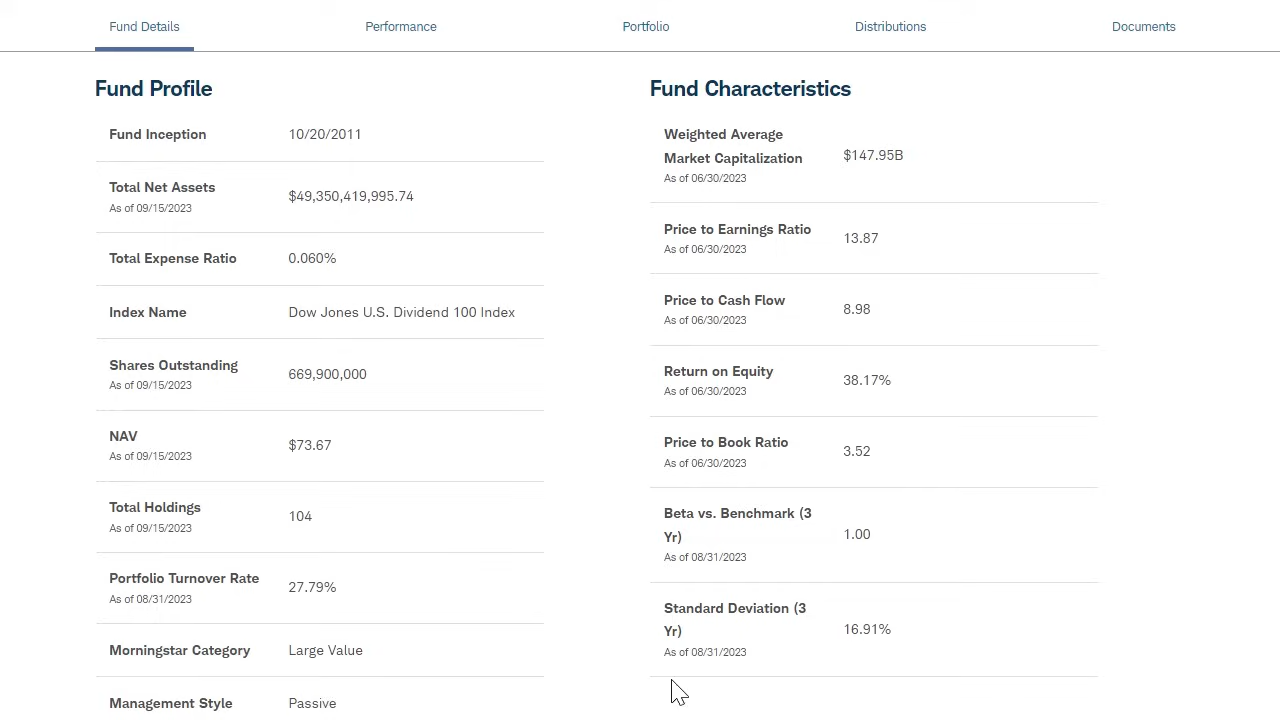 Fund Details
Performance
Portfolio
Distributions
Documents
Fund Profile
Fund Inception 10/20/2011
Total Net Assets
As of 09/15/2023
$49,350,419,995.74
Total Expense Ratio 0.060%
Index Name Dow Jones U.S. Dividend 100 Index
Shares Outstanding
As of 09/15/2023
669,900,000
NAV
As of 09/15/2023
$73.67
Total Holdings
As of 09/15/2023
104
Portfolio Turnover Rate
As of 08/31/2023
27.79%
Morningstar Category Large Value
Management Style Passive
Fund Characteristics
Weighted Average
Market Capitalization
As of 06/30/2023
$147.95B
Price to Earnings Ratio
As of 06/30/2023
13.87
Price to Cash Flow
As of 06/30/2023
8.98
Return on Equity
As of 06/30/2023
38.17%
Price to Book Ratio
As of 06/30/2023
3.52
Beta vs. Benchmark (3
Yr)
As of 08/31/2023
1.00
Standard Deviation (3
Yr)
As of 08/31/2023
16.91%